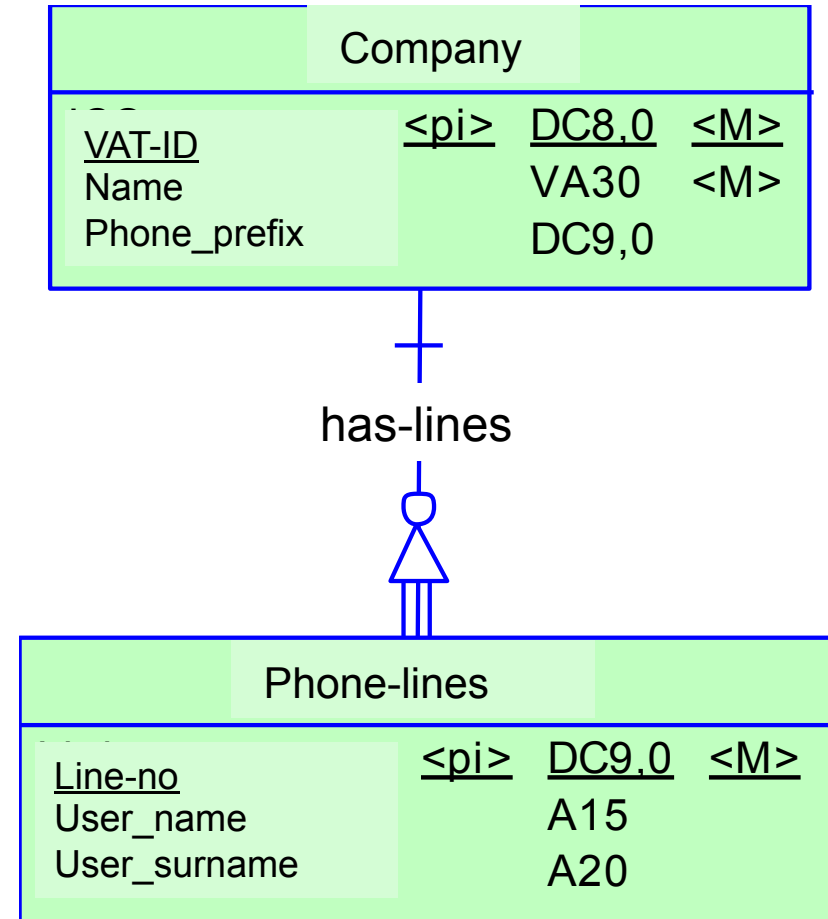 Company
VAT-ID <pi> DC8,0 <M>
Name VA30 <M>
Phone_prefix DC9,0
has-lines
Phone-lines
Line-no <pi> DC9,0 <M>
User_name A15
User_surname A20